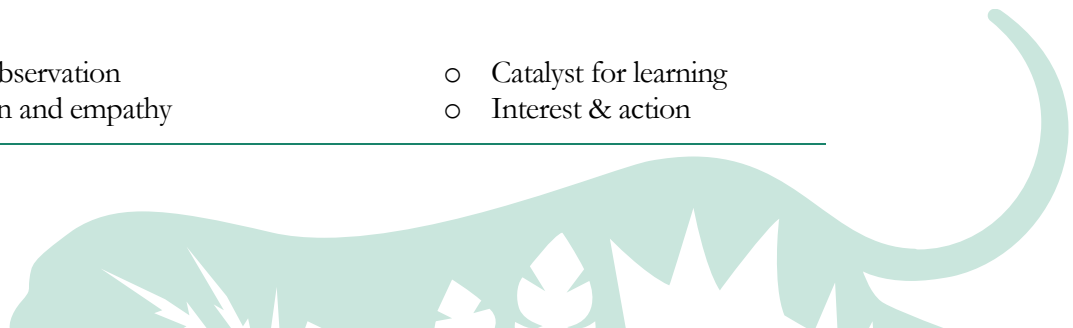 bservation
n and empathy
o Catalyst for learning
o Interest & action